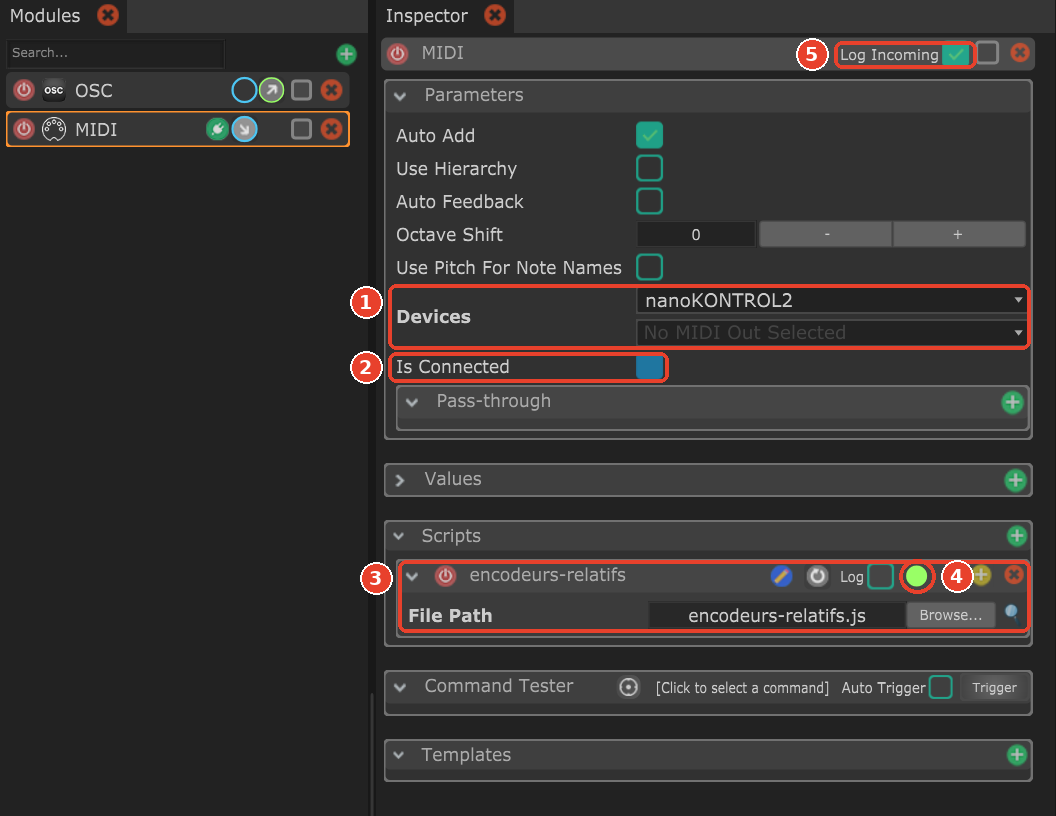 Modules
Search...
OSC OSC
MIDI
Inspector
MIDI
5 Log Incoming
Parameters
Auto Add
Use Hierarchy
Auto Feedback
Octave Shift 0 - +
Use Pitch For Note Names
1 Devices nanoKONTROL2
No MIDI Out Selected
2 Is Connected
Pass-through
Values
Scripts
3 encodeurs-relatifs Log 4
File Path encodeurs-relatifs.js Browse...
Command Tester [Click to select a command] Auto Trigger Trigger
Templates